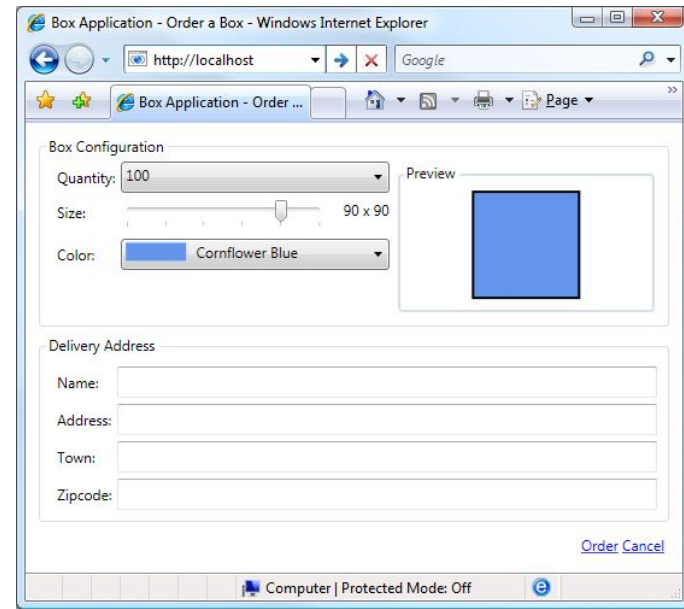 Box Application - Order a Box - Windows Internet Explorer
http://localhost
Google
Box Application - Order ...
Page
»
Box Configuration
Quantity: 100
Preview
Size: 90 x 90
Color: Cornflower Blue
Delivery Address
Name:
Address:
Town:
Zipcode:
Order Cancel
Computer | Protected Mode: Off